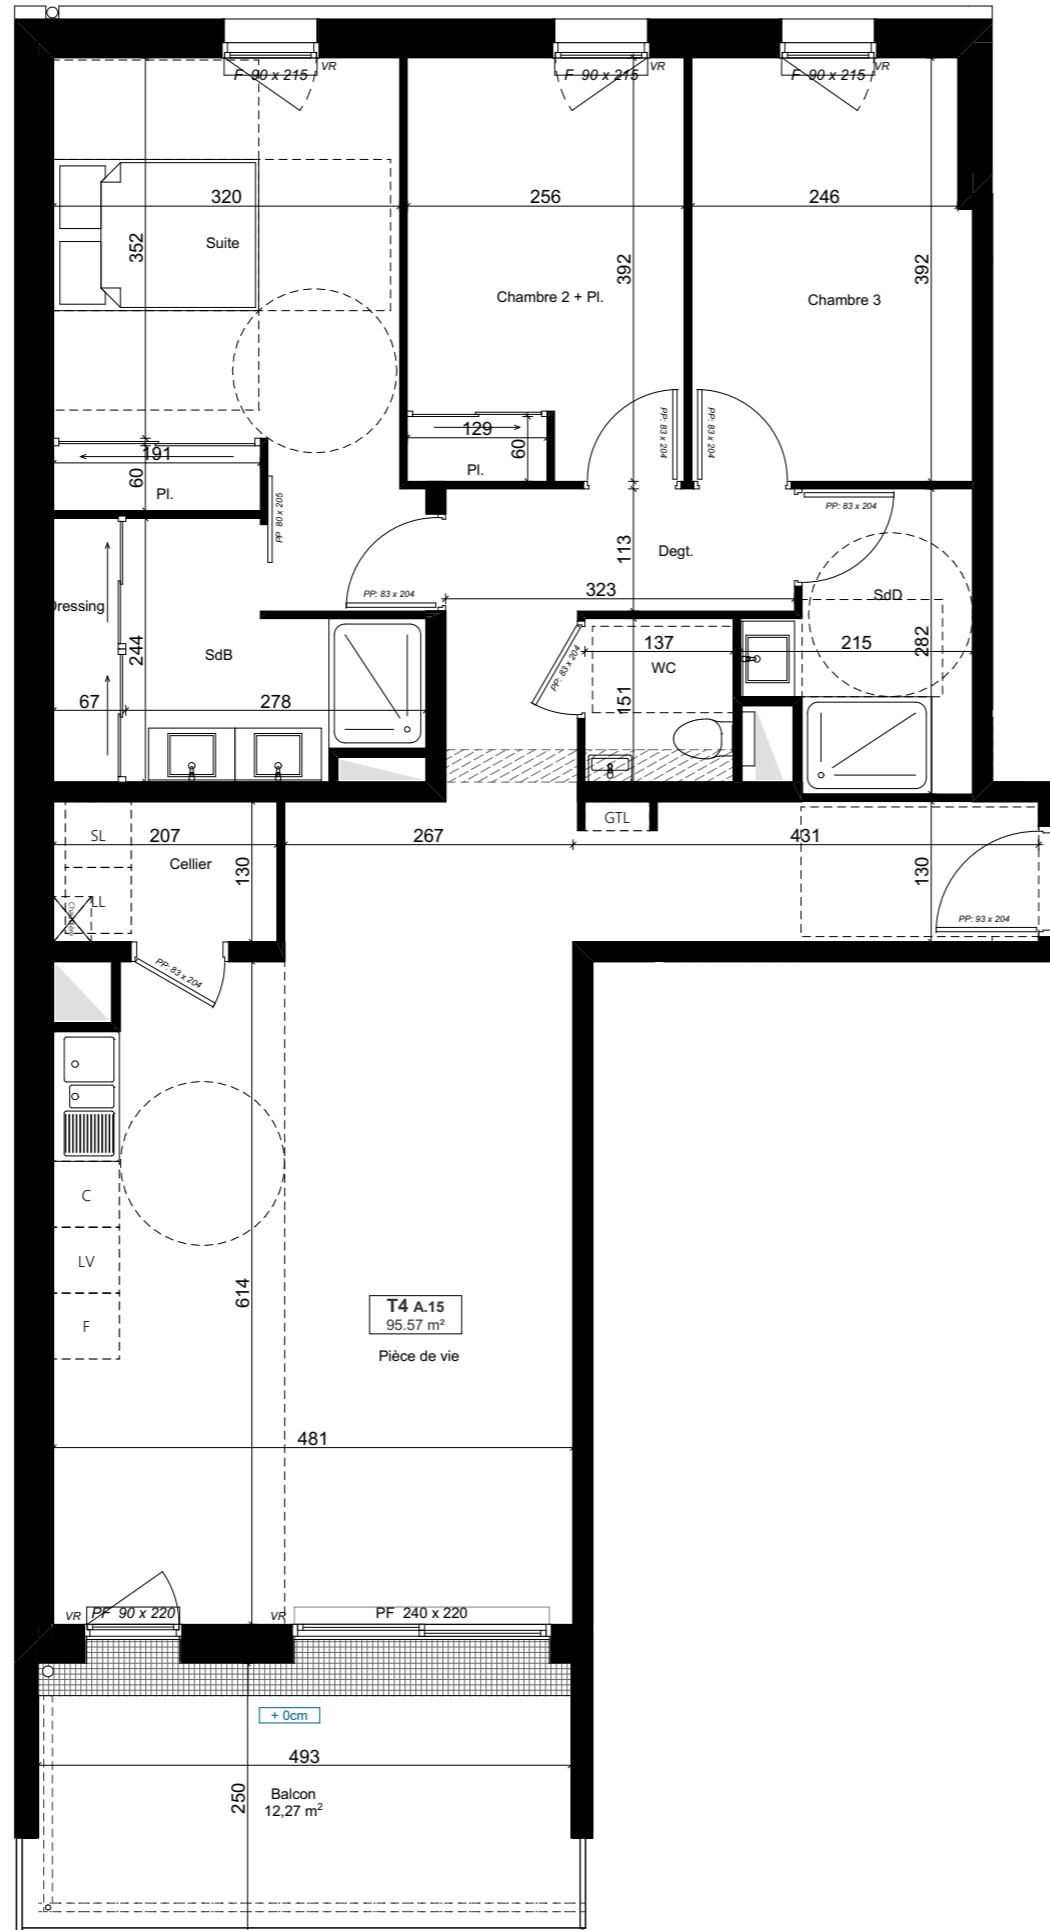 F 90 x 215
VR
F 90 x 215
VR
F 90 x 215
VR
320
256
246
352
Suite
392
392
Chambre 2 + Pl.
Chambre 3
PP: 83 x 204
PP: 83 x 204
191
60
Pl.
129
60
Pl.
PP 80 x 205
PP: 83 x 204
113
Degt.
323
PP: 83 x 204
SdD
Dressing
244
SdB
67
278
PP: 83 x 204
137
WC
151
215
282
GTL
SL
207
Cellier
130
267
431
130
LL
PP: 93 x 204
PP: 83 x 204
C
LV
F
614
T4 A.15
95.57 m²
Pièce de vie
481
VR
PF 90 x 220
VR
PF 240 x 220
+ 0cm
493
250
Balcon
12,27 m²